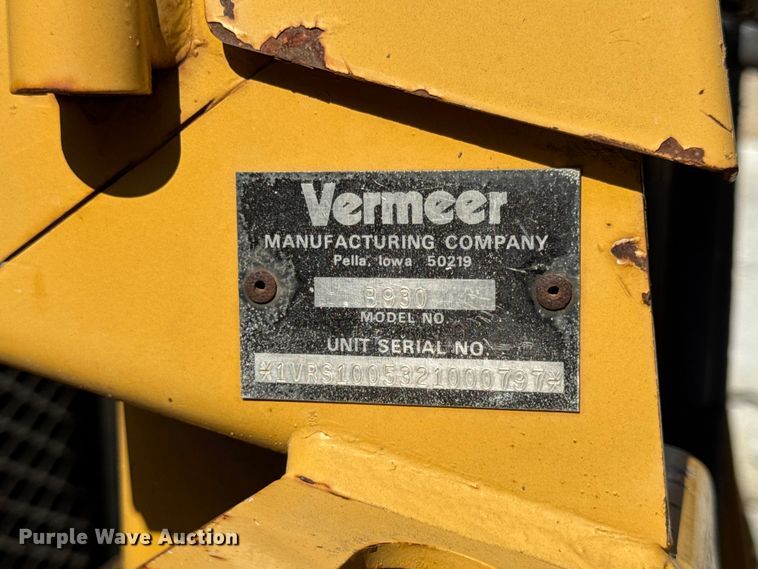 Vermeer
MANUFACTURING COMPANY
Pella, Iowa 50219
B930
MODEL NO
UNIT SERIAL NO.
*1VRS1005321000797*
Purple Wave Auction